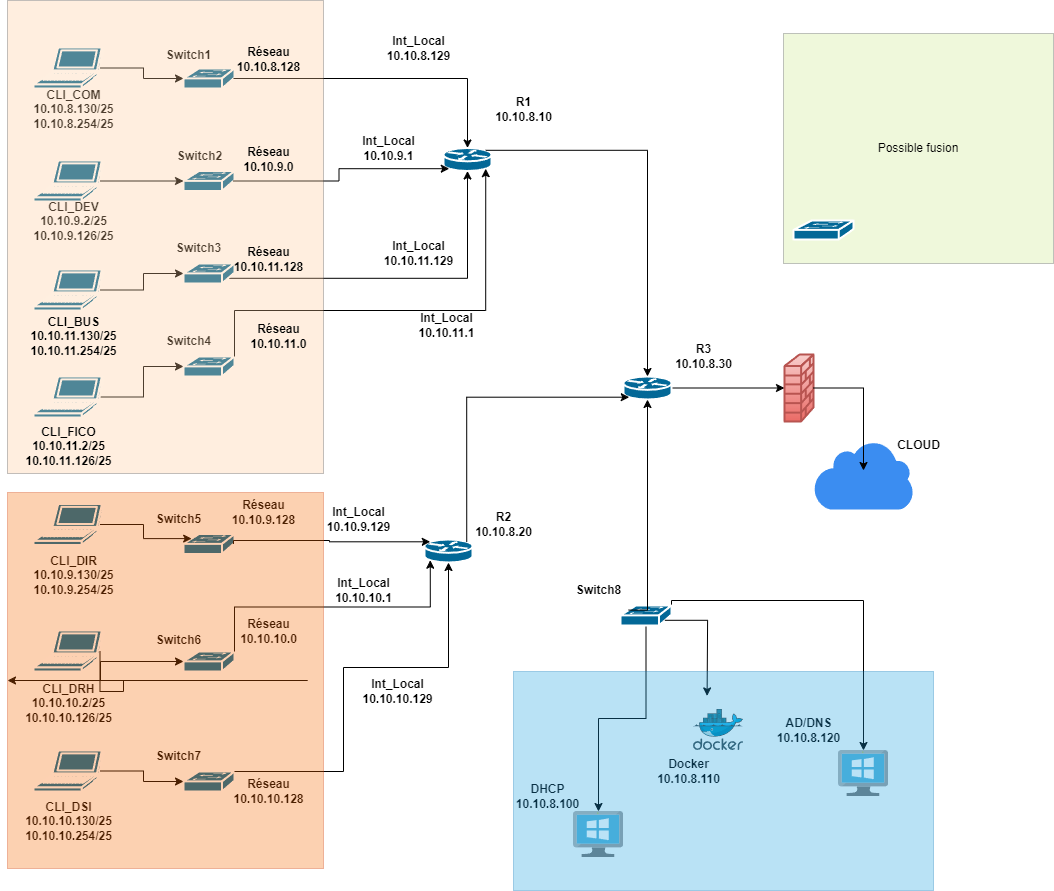 Switch1
Réseau
10.10.8.128
Int_Local
10.10.8.129
CLI_COM
10.10.8.130/25
10.10.8.254/25
R1
10.10.8.10
Switch2
Réseau
10.10.9.0
Int_Local
10.10.9.1
CLI_DEV
10.10.9.2/25
10.10.9.126/25
Switch3
Réseau
10.10.11.128
Int_Local
10.10.11.129
CLI_BUS
10.10.11.130/25
10.10.11.254/25
Switch4
Réseau
10.10.11.0
Int_Local
10.10.11.1
CLI_FICO
10.10.11.2/25
10.10.11.126/25
Possible fusion
R3
10.10.8.30
CLOUD
Switch5
Réseau
10.10.9.128
Int_Local
10.10.9.129
CLI_DIR
10.10.9.130/25
10.10.9.254/25
R2
10.10.8.20
Switch6
Réseau
10.10.10.0
Int_Local
10.10.10.1
CLI_DRH
10.10.10.2/25
10.10.10.126/25
Switch7
Réseau
10.10.10.128
Int_Local
10.10.10.129
CLI_DSI
10.10.10.130/25
10.10.10.254/25
Switch8
docker
Docker
10.10.8.110
AD/DNS
10.10.8.120
DHCP
10.10.8.100